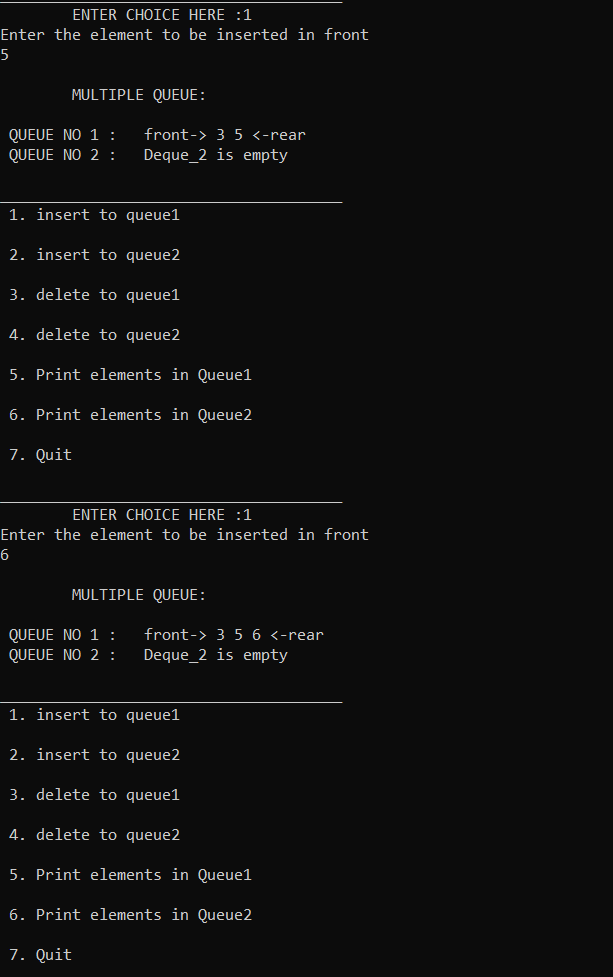 ENTER CHOICE HERE :1
Enter the element to be inserted in front
5
MULTIPLE QUEUE:
QUEUE NO 1 :   front-> 3 5 <-rear
QUEUE NO 2 :   Deque_2 is empty
______________________________________
1. insert to queue1
2. insert to queue2
3. delete to queue1
4. delete to queue2
5. Print elements in Queue1
6. Print elements in Queue2
7. Quit
______________________________________
ENTER CHOICE HERE :1
Enter the element to be inserted in front
6
MULTIPLE QUEUE:
QUEUE NO 1 :   front-> 3 5 6 <-rear
QUEUE NO 2 :   Deque_2 is empty
______________________________________
1. insert to queue1
2. insert to queue2
3. delete to queue1
4. delete to queue2
5. Print elements in Queue1
6. Print elements in Queue2
7. Quit